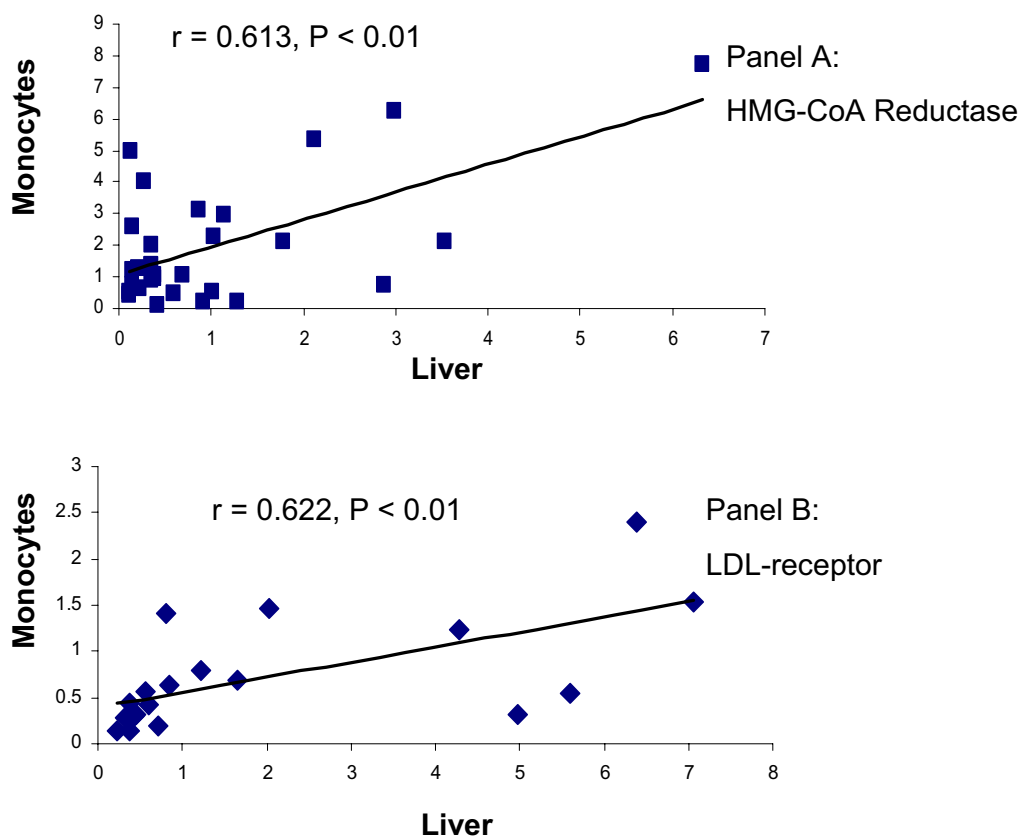 r = 0.613, P < 0.01
Panel A:
HMG-CoA Reductase
Monocytes
9
8
7
6
5
4
3
2
1
0
0 1 2 3 4 5 6 7
Liver
r = 0.622, P < 0.01
Panel B:
LDL-receptor
Monocytes
3
2.5
2
1.5
1
0.5
0
0 1 2 3 4 5 6 7 8
Liver